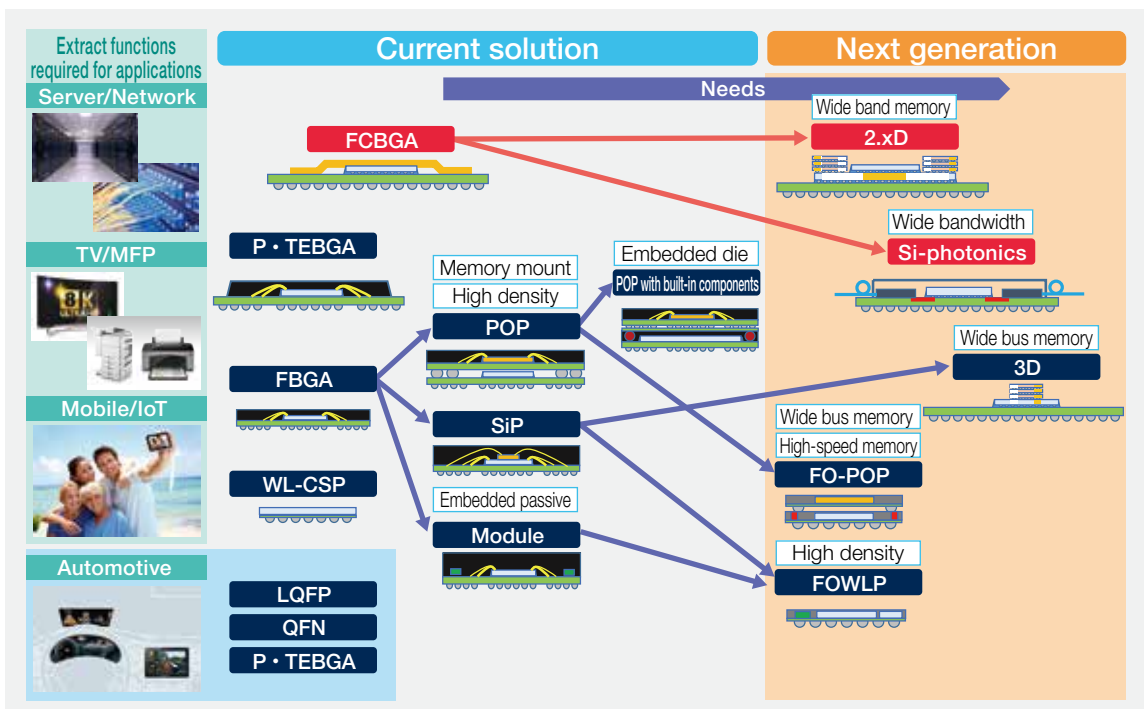 Extract functions
required for applications
Current solution
Next generation
Server/Network
Needs
Wide band memory
FCBGA
2.xD
Wide bandwidth
Si-photonics
TV/MFP
P・TEBGA
Memory mount
High density
POP
Embedded die
POP with built-in components
8K
Wide bus memory
3D
FBGA
Mobile/IoT
SiP
Wide bus memory
High-speed memory
FO-POP
WL-CSP
Embedded passive
Module
High density
FOWLP
Automotive
LQFP
QFN
P・TEBGA